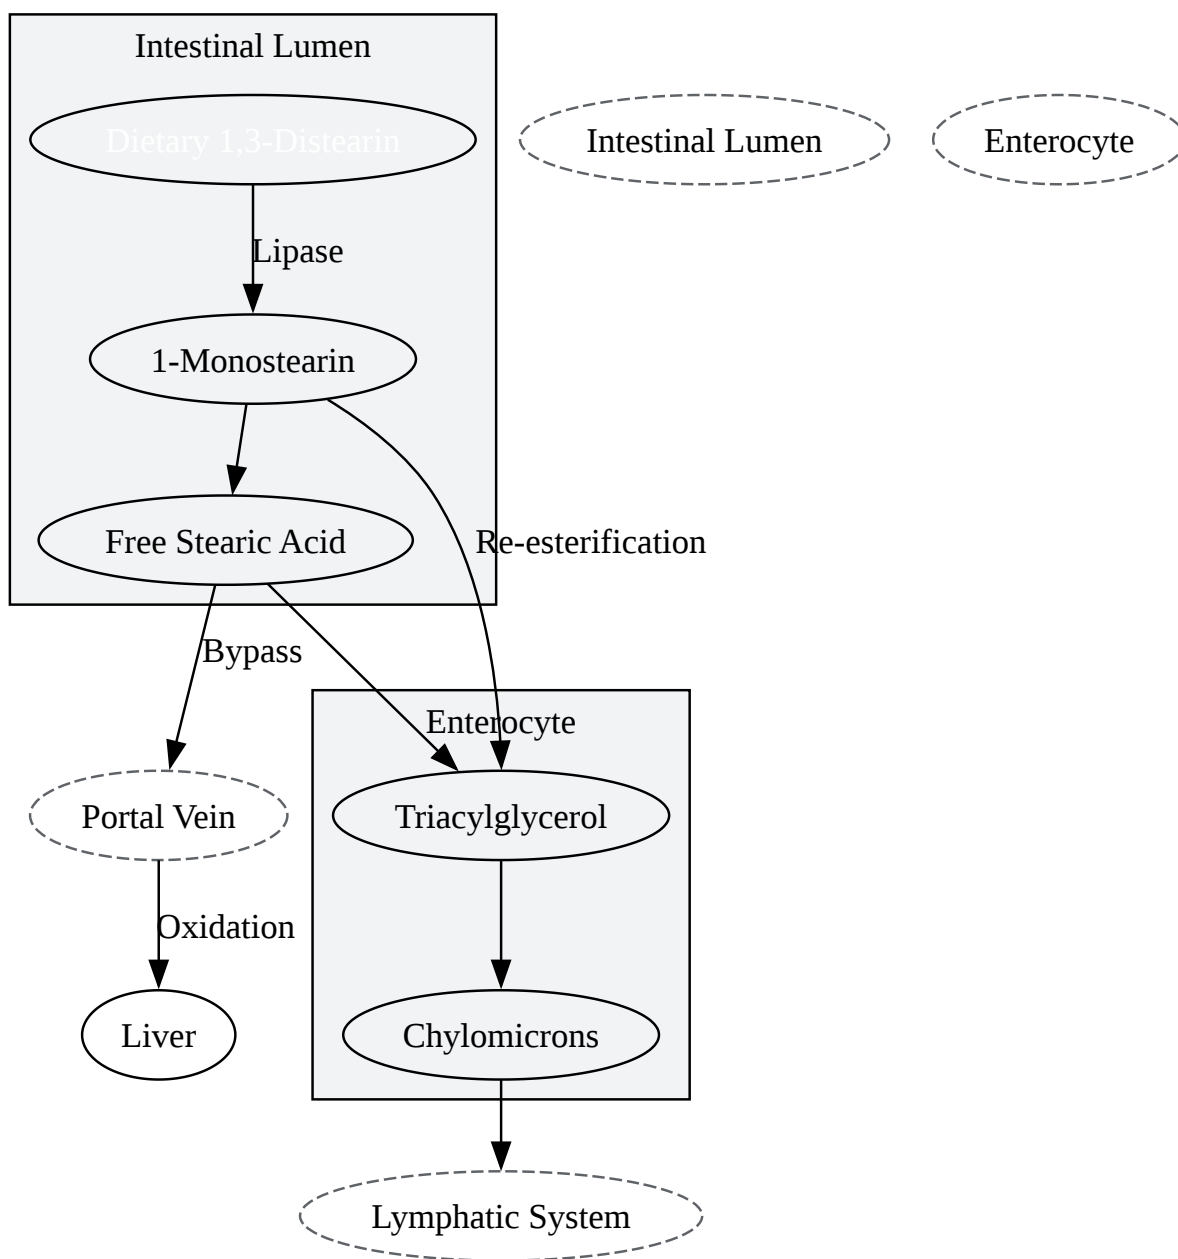 Intestinal Lumen
Dietary 1,3-Distearin
Intestinal Lumen
Enterocyte
Lipase
1-Monostearin
Free Stearic Acid
Re-esterification
Bypass
Enterocyte
Portal Vein
Triacylglycerol
Oxidation
Liver
Chylomicrons
Lymphatic System